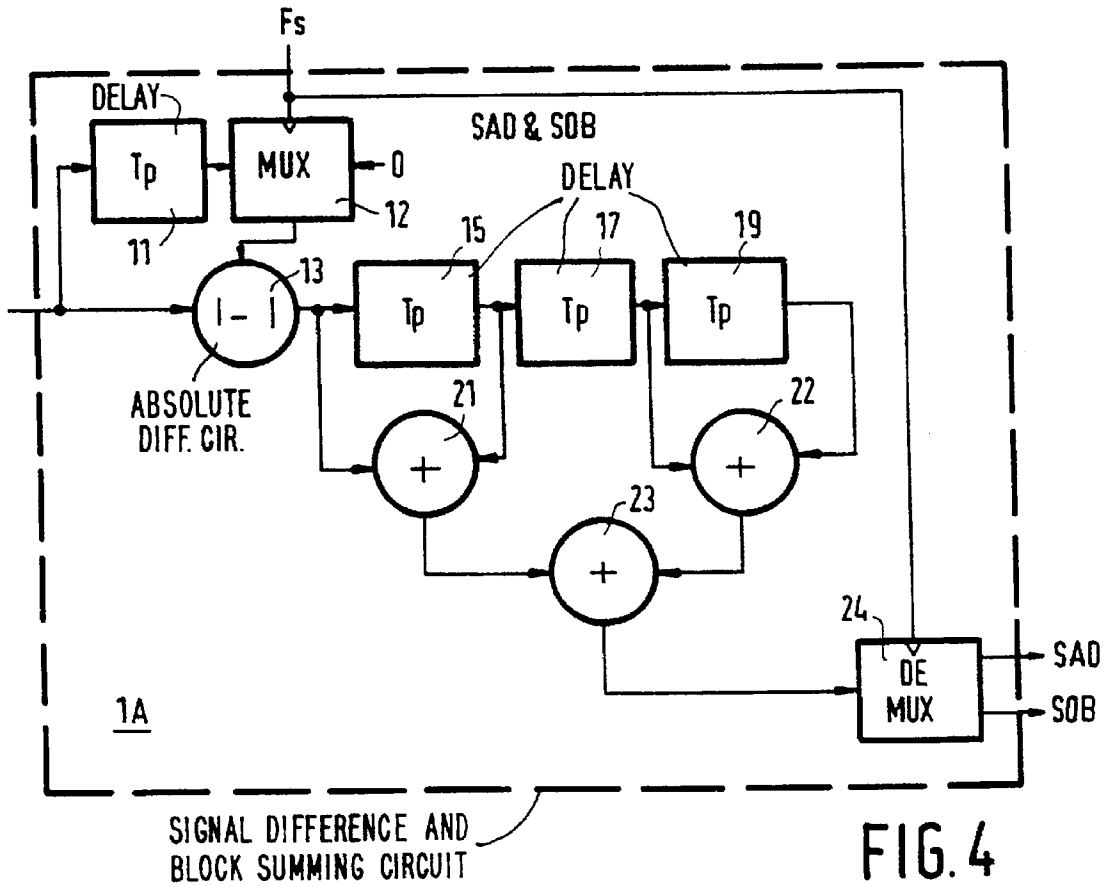 Fs
DELAY
Tp
11
MUX
12
0
SAD & SOB
DELAY
13
| - |
ABSOLUTE
DIFF. CIR.
15
Tp
17
Tp
19
Tp
21
+
22
+
23
+
24
DE
MUX
SAD
SOB
1A
SIGNAL DIFFERENCE AND
BLOCK SUMMING CIRCUIT
FIG. 4